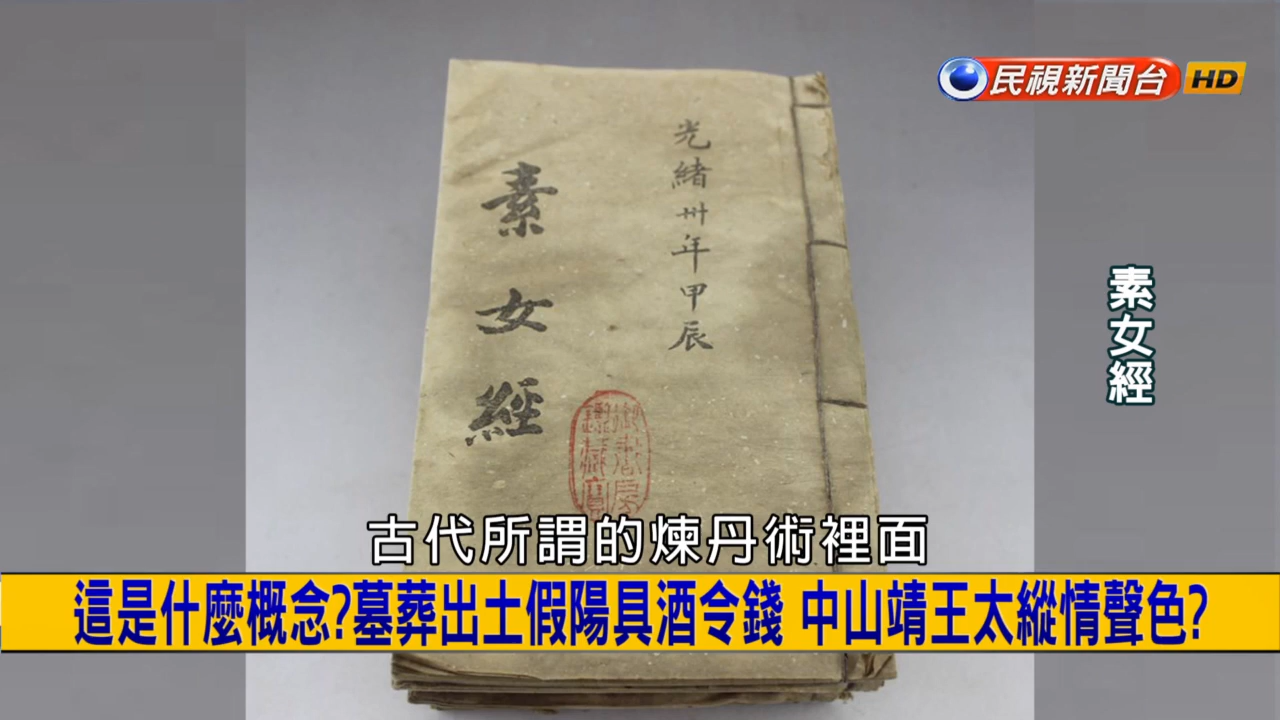 民視新聞台 HD
光緒卅年甲辰
素女經
素女經
古代所謂的煉丹術裡面
這是什麼概念?墓葬出土假陽具酒令錢 中山靖王太縱情聲色?